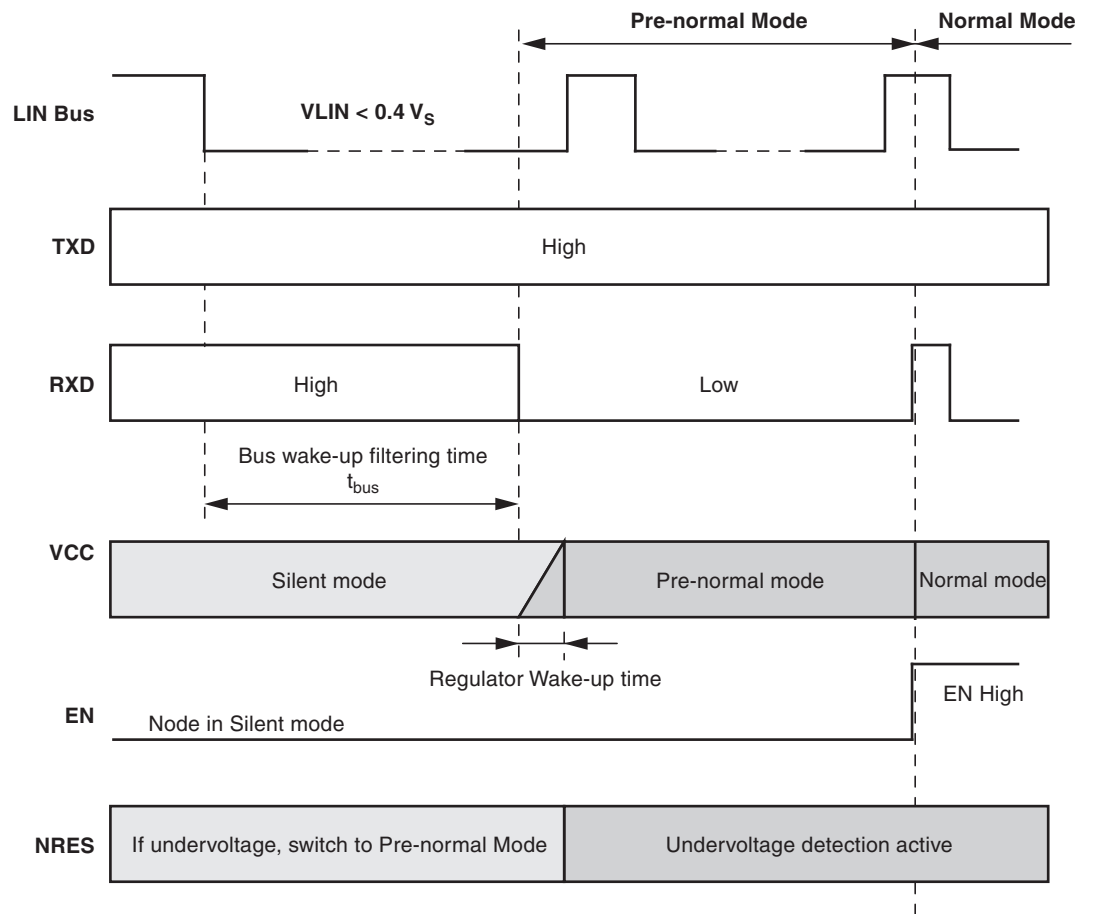 Pre-normal Mode
Normal Mode
LIN Bus
VLIN < 0.4 VS
TXD
High
RXD
High
Low
Bus wake-up filtering time
tbus
VCC
Silent mode
Pre-normal mode
Normal mode
Regulator Wake-up time
EN
Node in Silent mode
EN High
NRES
If undervoltage, switch to Pre-normal Mode
Undervoltage detection active